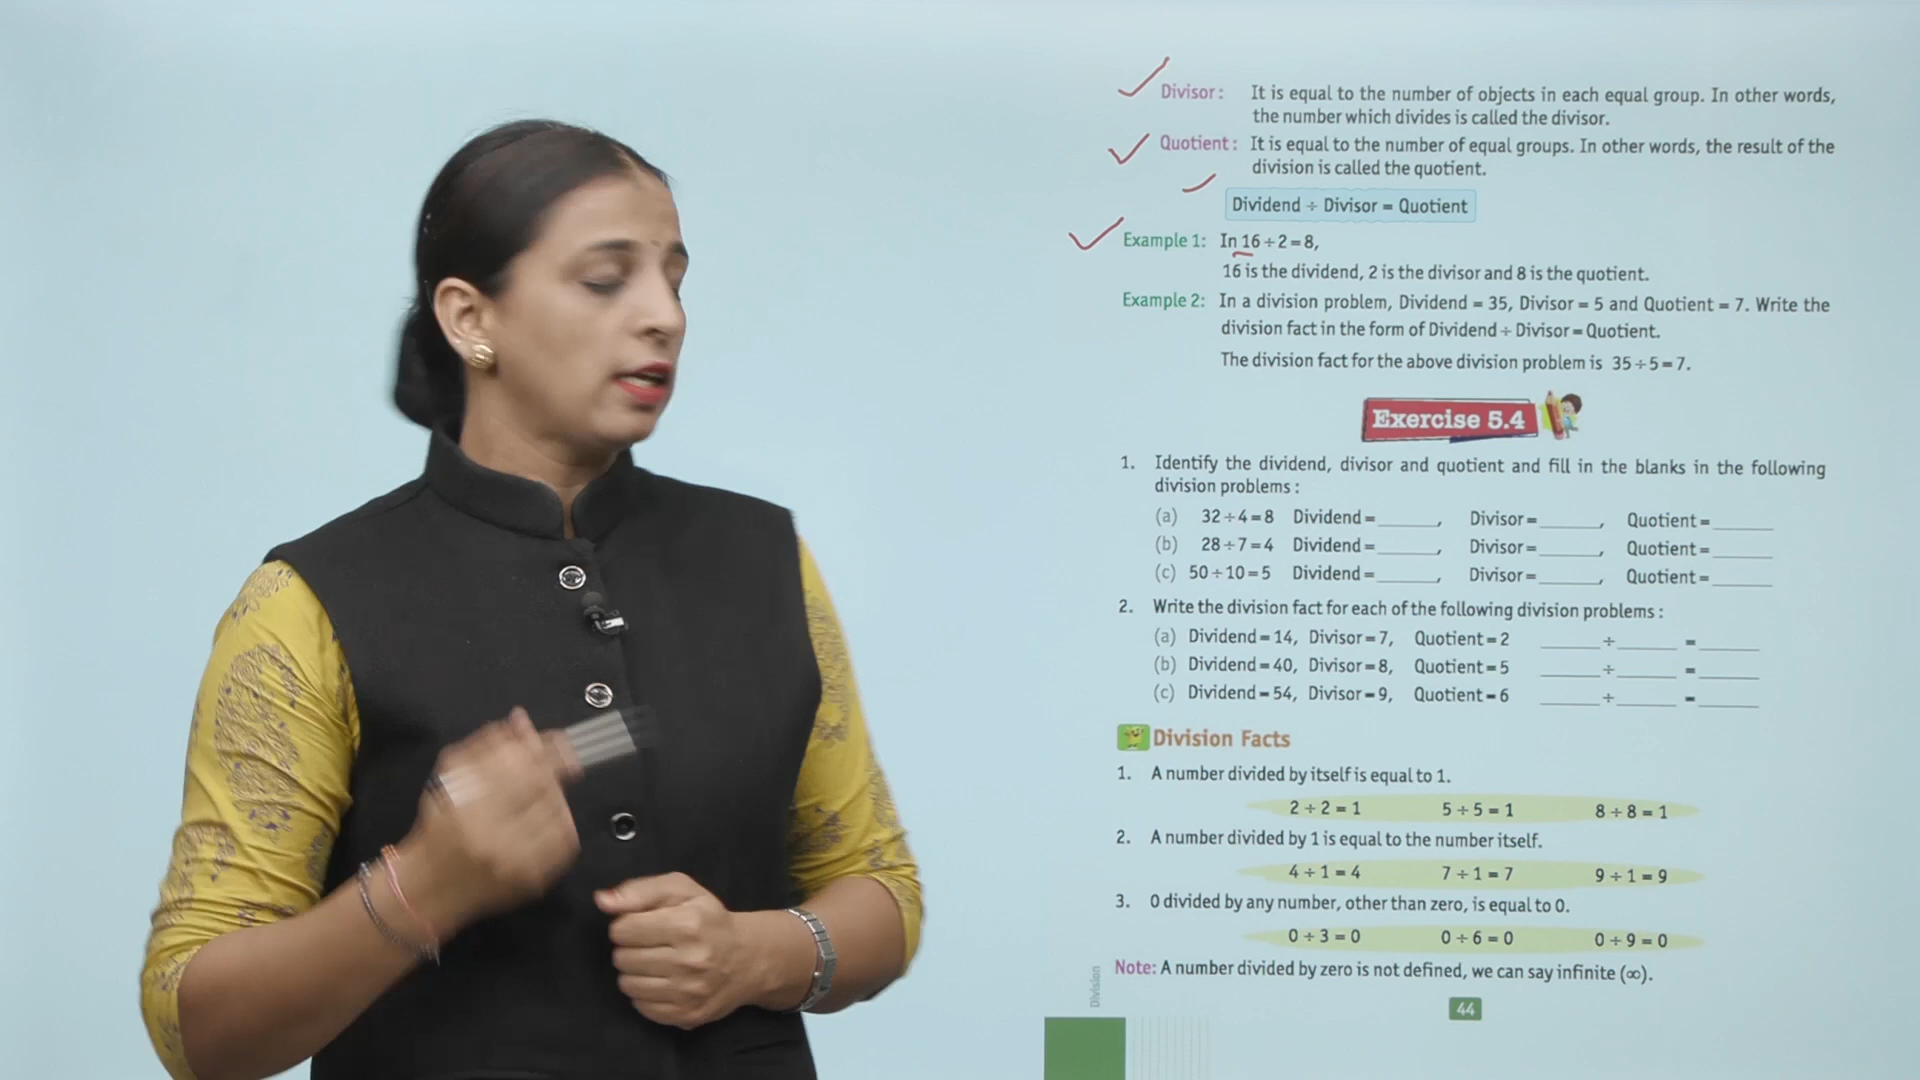 Divisor: It is equal to the number of objects in each equal group. In other words,
the number which divides is called the divisor.
Quotient: It is equal to the number of equal groups. In other words, the result of the
division is called the quotient.
Dividend ÷ Divisor = Quotient
Example 1: In 16 ÷ 2 = 8,
16 is the dividend, 2 is the divisor and 8 is the quotient.
Example 2: In a division problem, Dividend = 35, Divisor = 5 and Quotient = 7. Write the
division fact in the form of Dividend ÷ Divisor = Quotient.
The division fact for the above division problem is 35 ÷ 5 = 7.
Exercise 5.4
1. Identify the dividend, divisor and quotient and fill in the blanks in the following
division problems :
(a) 32 ÷ 4 = 8 Dividend = ______, Divisor = ______, Quotient = ______
(b) 28 ÷ 7 = 4 Dividend = ______, Divisor = ______, Quotient = ______
(c) 50 ÷ 10 = 5 Dividend = ______, Divisor = ______, Quotient = ______
2. Write the division fact for each of the following division problems :
(a) Dividend = 14, Divisor = 7, Quotient = 2 ______ ÷ ______ = ______
(b) Dividend = 40, Divisor = 8, Quotient = 5 ______ ÷ ______ = ______
(c) Dividend = 54, Divisor = 9, Quotient = 6 ______ ÷ ______ = ______
Division Facts
1. A number divided by itself is equal to 1.
2 ÷ 2 = 1 5 ÷ 5 = 1 8 ÷ 8 = 1
2. A number divided by 1 is equal to the number itself.
4 ÷ 1 = 4 7 ÷ 1 = 7 9 ÷ 1 = 9
3. 0 divided by any number, other than zero, is equal to 0.
0 ÷ 3 = 0 0 ÷ 6 = 0 0 ÷ 9 = 0
Note: A number divided by zero is not defined, we can say infinite (∞).
Division
44